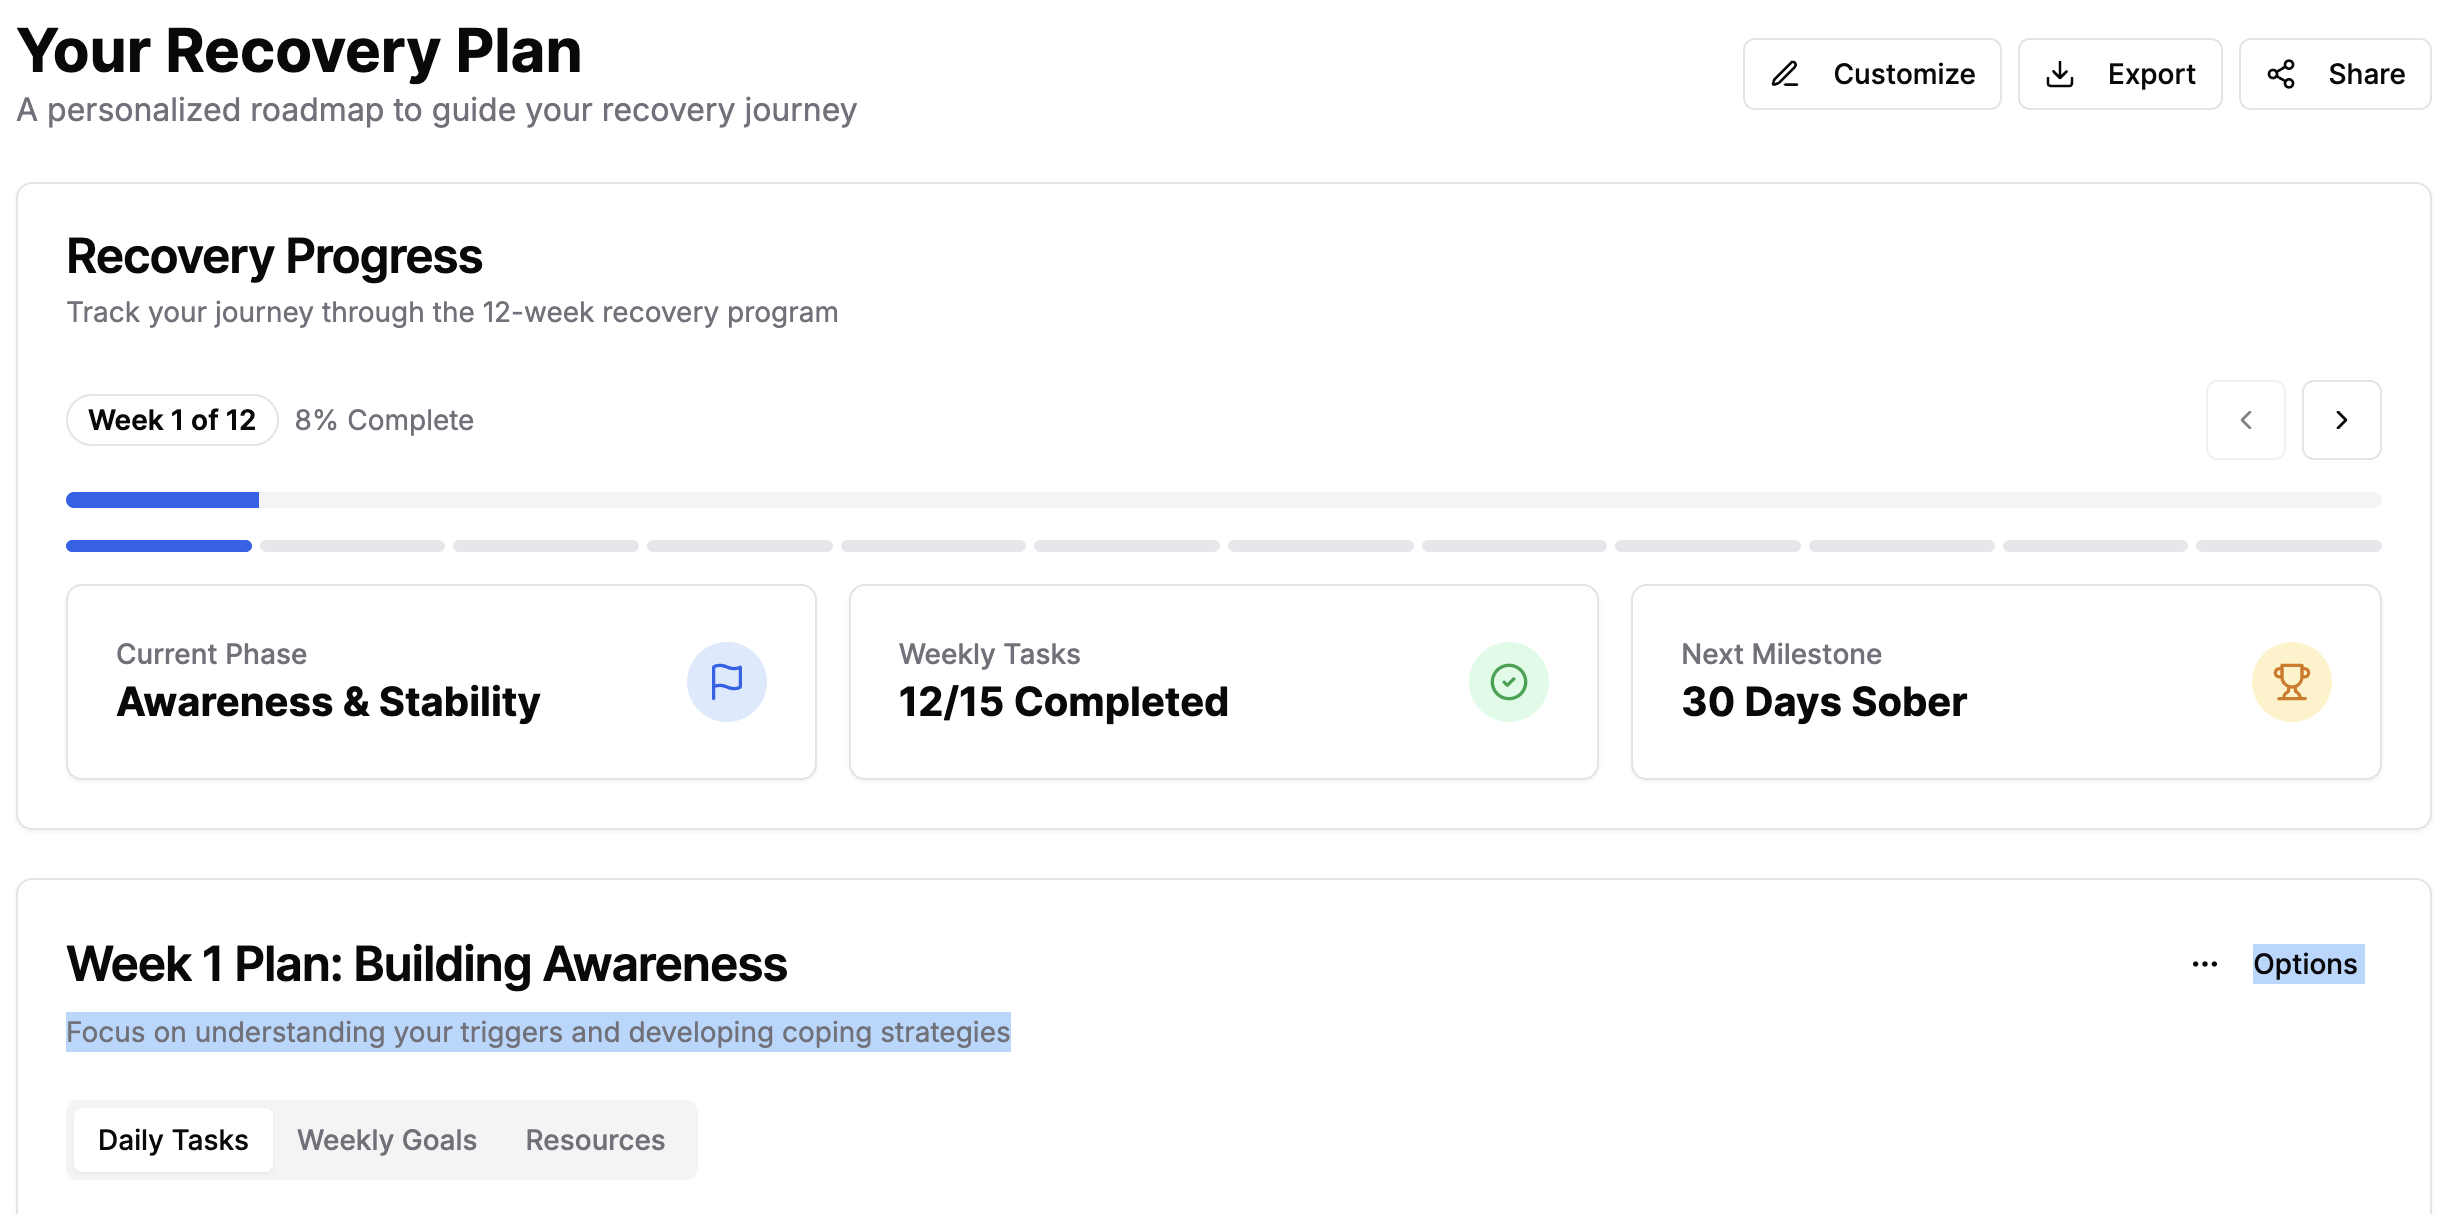 Your Recovery Plan
A personalized roadmap to guide your recovery journey
Customize
Export
Share
Recovery Progress
Track your journey through the 12-week recovery program
Week 1 of 12
8% Complete
Current Phase
Awareness & Stability
Weekly Tasks
12/15 Completed
Next Milestone
30 Days Sober
Week 1 Plan: Building Awareness
Options
Focus on understanding your triggers and developing coping strategies
Daily Tasks
Weekly Goals
Resources